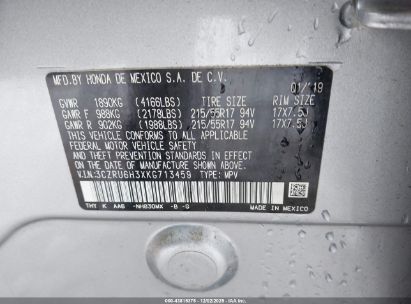 MFD. BY HONDA DE MEXICO S.A. DE C.V.
01/19
GVWR 1890KG (4166LBS) TIRE SIZE RIM SIZE
GAWR F 988KG (2178LBS) 215/55R17 94V 17X7.5J
GAWR R 902KG (1988LBS) 215/55R17 94V 17X7.5J
THIS VEHICLE CONFORMS TO ALL APPLICABLE
FEDERAL MOTOR VEHICLE SAFETY AND THEFT
PREVENTION STANDARDS IN EFFECT ON THE DATE
OF MANUFACTURE SHOWN ABOVE.
V.I.N: 3CZRU6H3XKG713459 TYPE: MPV
THY K AA6 -NH830MX -B -G
MADE IN MEXICO